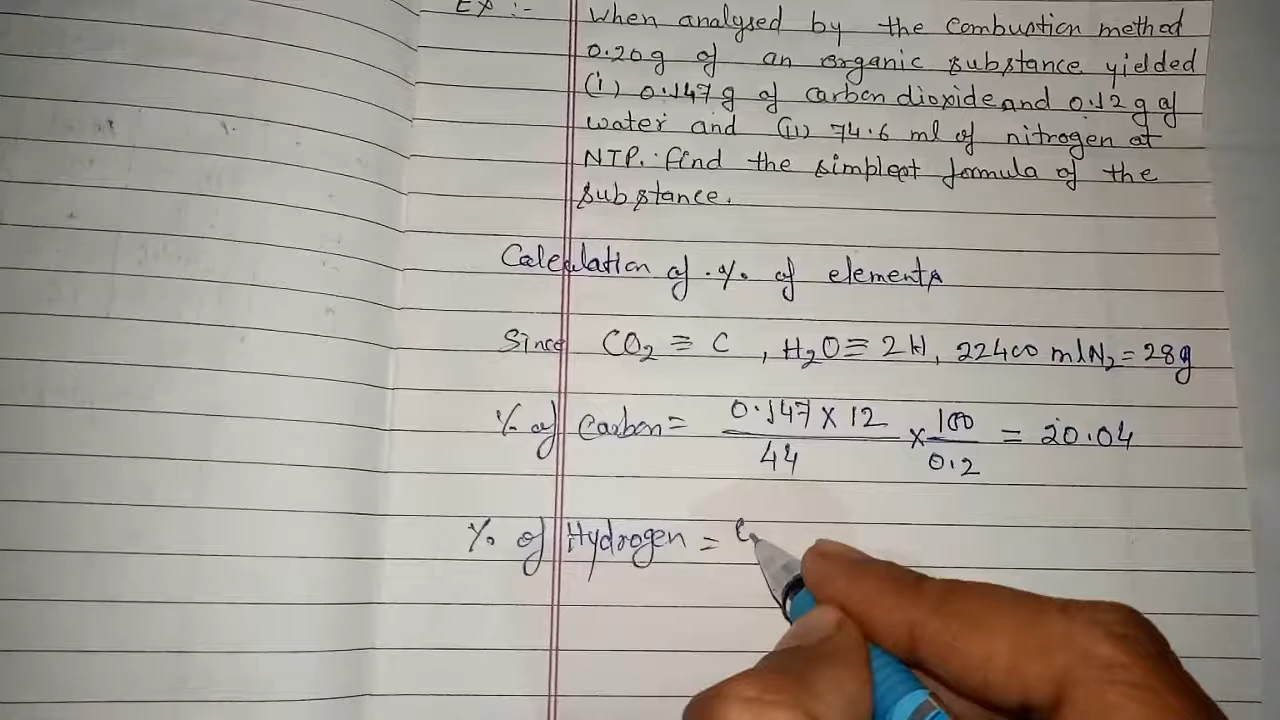 Ex :- When analysed by the combustion method
0.20g of an organic substance yielded
(i) 0.147g of carbon dioxide and 0.12 g of
water and (ii) 74.6 ml of nitrogen at
NTP. find the simplest formula of the
substance.
Calculation of % of elements
Since CO₂ ≡ C , H₂O ≡ 2H, 22400 ml N₂ = 28g
% of Carbon = 0.147 × 12 / 44 × 100 / 0.2 = 20.04
% of Hydrogen =